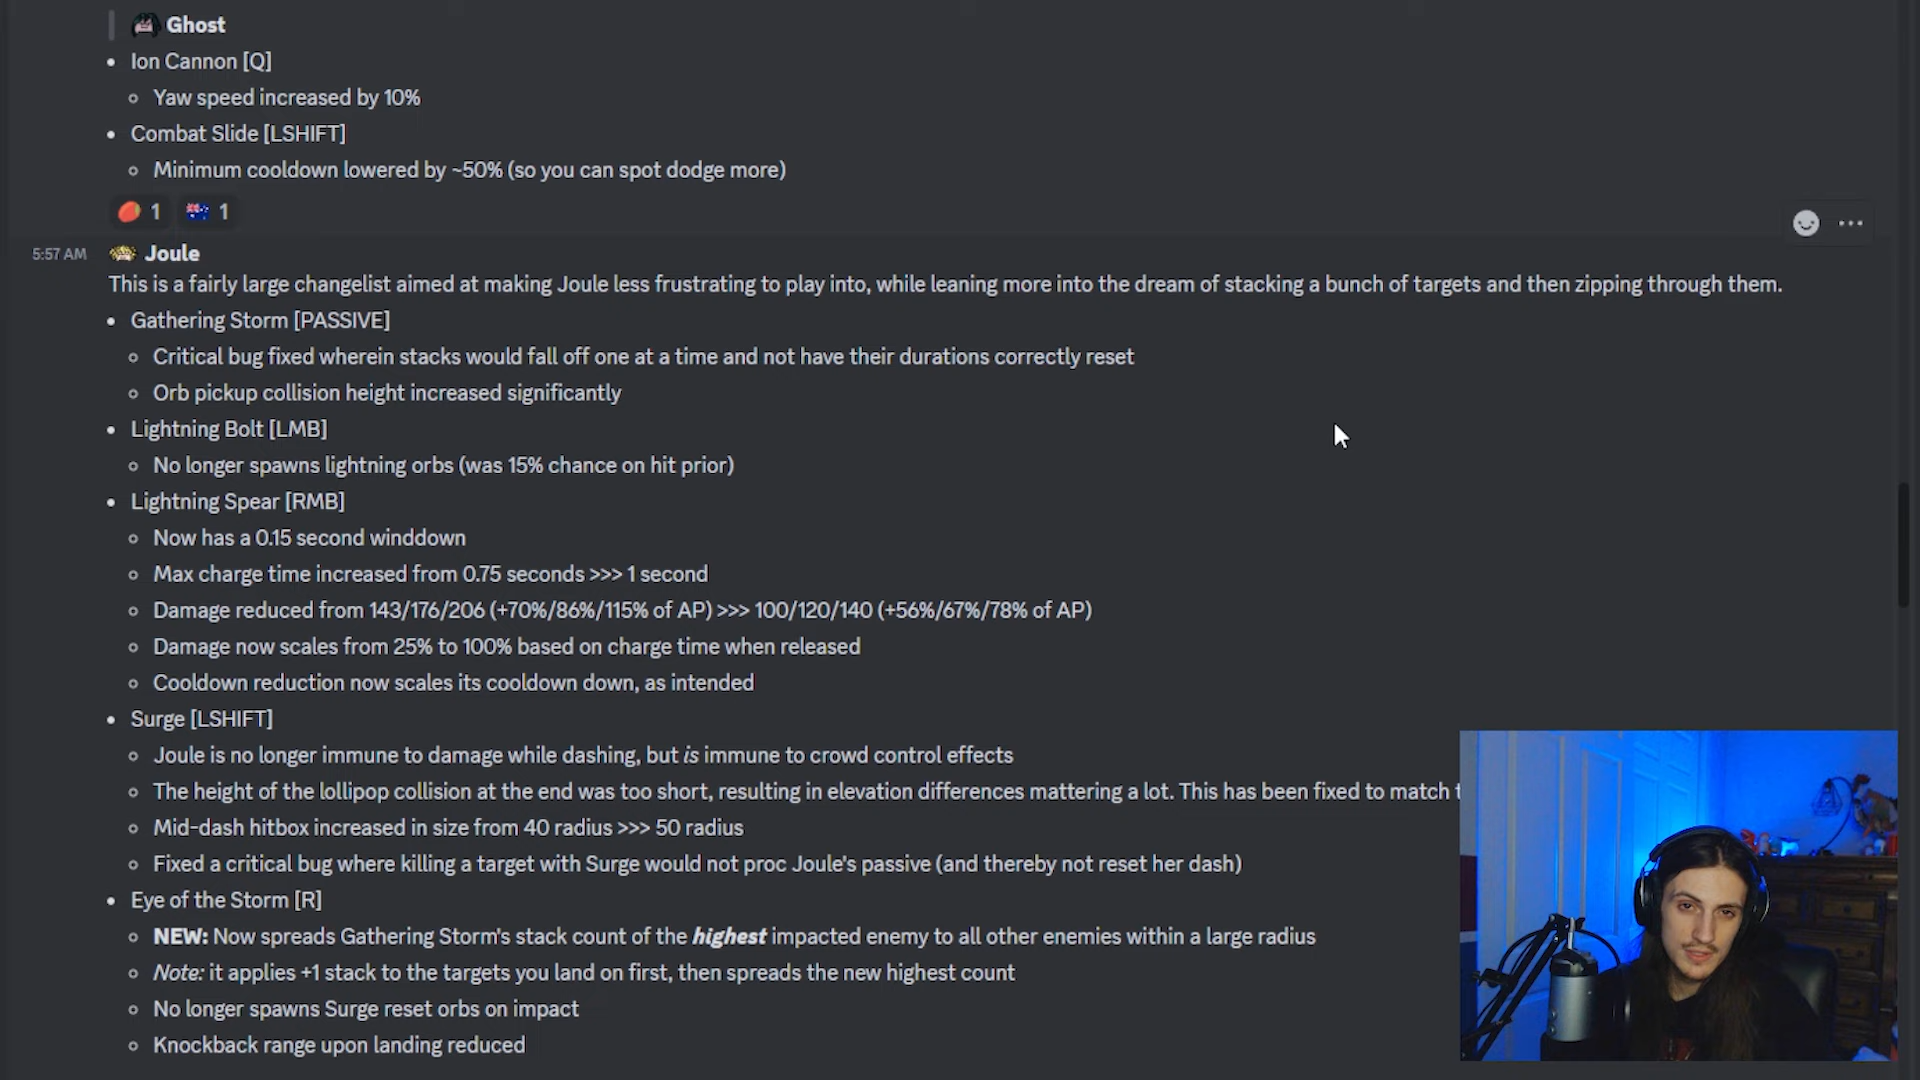 Ghost
• Ion Cannon [Q]
◦ Yaw speed increased by 10%
• Combat Slide [LSHIFT]
◦ Minimum cooldown lowered by ~50% (so you can spot dodge more)
1 1
5:57 AM Joule
This is a fairly large changelist aimed at making Joule less frustrating to play into, while leaning more into the dream of stacking a bunch of targets and then zipping through them.
• Gathering Storm [PASSIVE]
◦ Critical bug fixed wherein stacks would fall off one at a time and not have their durations correctly reset
◦ Orb pickup collision height increased significantly
• Lightning Bolt [LMB]
◦ No longer spawns lightning orbs (was 15% chance on hit prior)
• Lightning Spear [RMB]
◦ Now has a 0.15 second winddown
◦ Max charge time increased from 0.75 seconds >>> 1 second
◦ Damage reduced from 143/176/206 (+70%/86%/115% of AP) >>> 100/120/140 (+56%/67%/78% of AP)
◦ Damage now scales from 25% to 100% based on charge time when released
◦ Cooldown reduction now scales its cooldown down, as intended
• Surge [LSHIFT]
◦ Joule is no longer immune to damage while dashing, but is immune to crowd control effects
◦ The height of the lollipop collision at the end was too short, resulting in elevation differences mattering a lot. This has been fixed to match
◦ Mid-dash hitbox increased in size from 40 radius >>> 50 radius
◦ Fixed a critical bug where killing a target with Surge would not proc Joule's passive (and thereby not reset her dash)
• Eye of the Storm [R]
◦ NEW: Now spreads Gathering Storm's stack count of the highest impacted enemy to all other enemies within a large radius
◦ Note: it applies +1 stack to the targets you land on first, then spreads the new highest count
◦ No longer spawns Surge reset orbs on impact
◦ Knockback range upon landing reduced